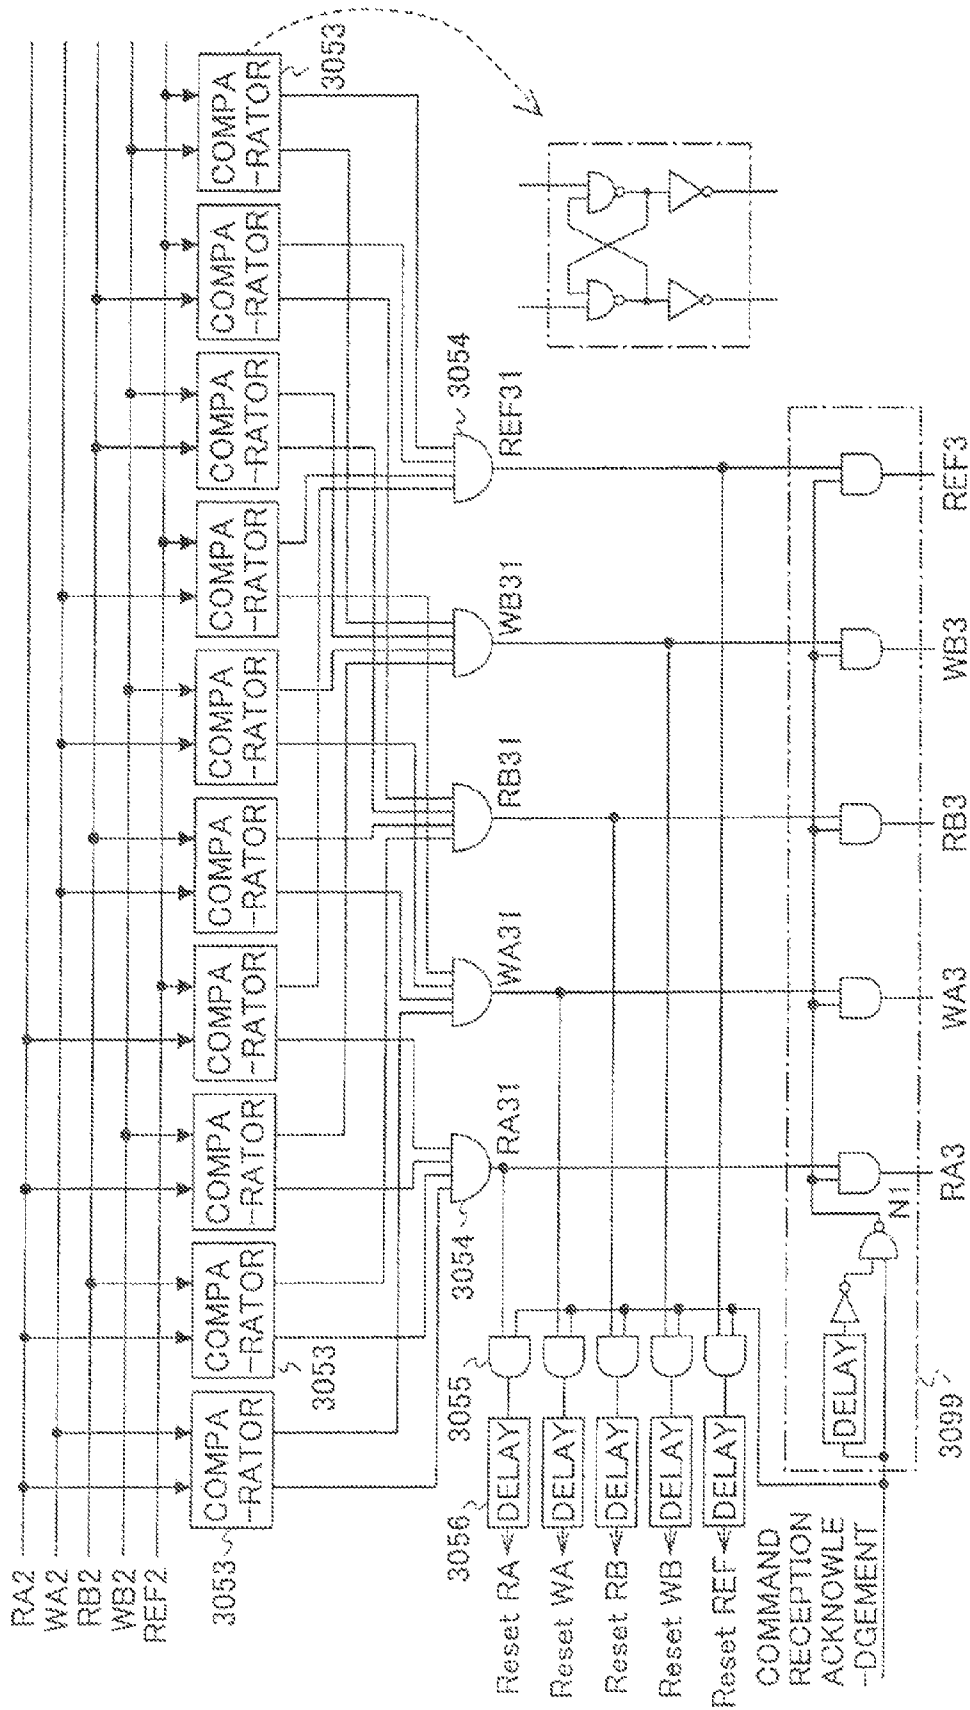 RA2
WA2
RB2
WB2
REF2
COMPA
-RATOR
COMPA
-RATOR
COMPA
-RATOR
COMPA
-RATOR
COMPA
-RATOR
COMPA
-RATOR
COMPA
-RATOR
COMPA
-RATOR
COMPA
-RATOR
COMPA
-RATOR
3053
3053
3053
3054
3054
RA31
WA31
RB31
WB31
REF31
3055
3056
DELAY
DELAY
DELAY
DELAY
DELAY
Reset RA
Reset WA
Reset RB
Reset WB
Reset REF
COMMAND
RECEPTION
ACKNOWLE
-DGEMENT
DELAY
N1
3099
RA3
WA3
RB3
WB3
REF3